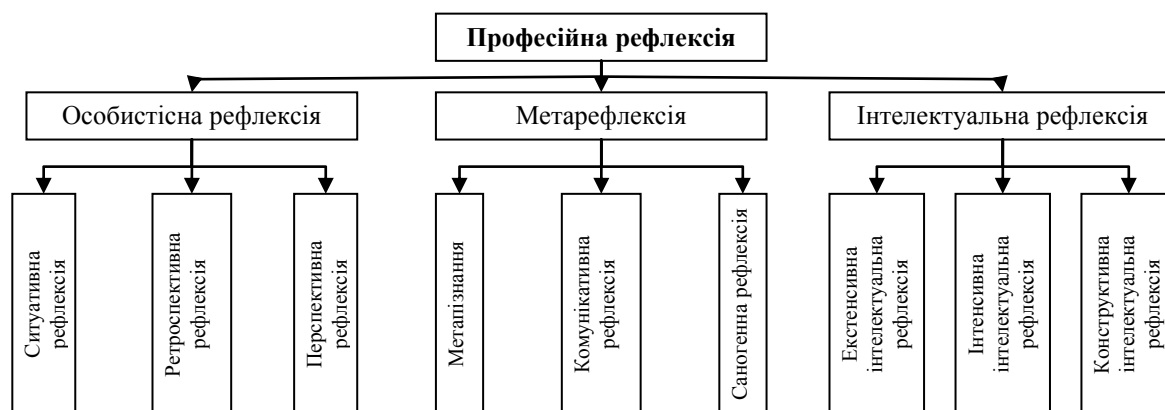 Професійна рефлексія
Особистісна рефлексія
Метарефлексія
Інтелектуальна рефлексія
Ситуативна
рефлексія
Ретроспективна
рефлексія
Перспективна
рефлексія
Метапізнання
Комунікативна
рефлексія
Саногенна рефлексія
Екстенсивна
інтелектуальна
рефлексія
Інтенсивна
інтелектуальна
рефлексія
Конструктивна
інтелектуальна
рефлексія